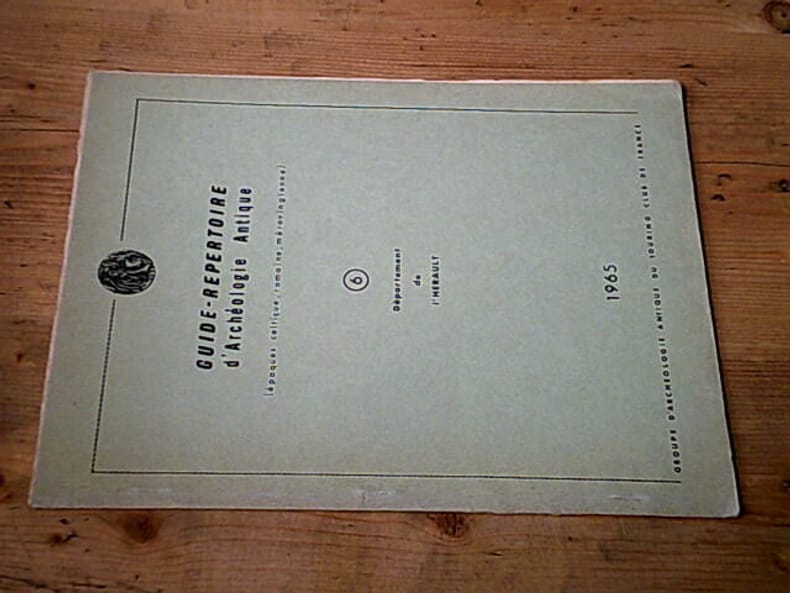 GUIDE-REPERTOIRE
d'Archéologie Antique
(époques celtique, romaine, mérovingienne)
6
Département
de
l'HERAULT
1965
GROUPE D'ARCHEOLOGIE ANTIQUE DU TOURING CLUB DE FRANCE